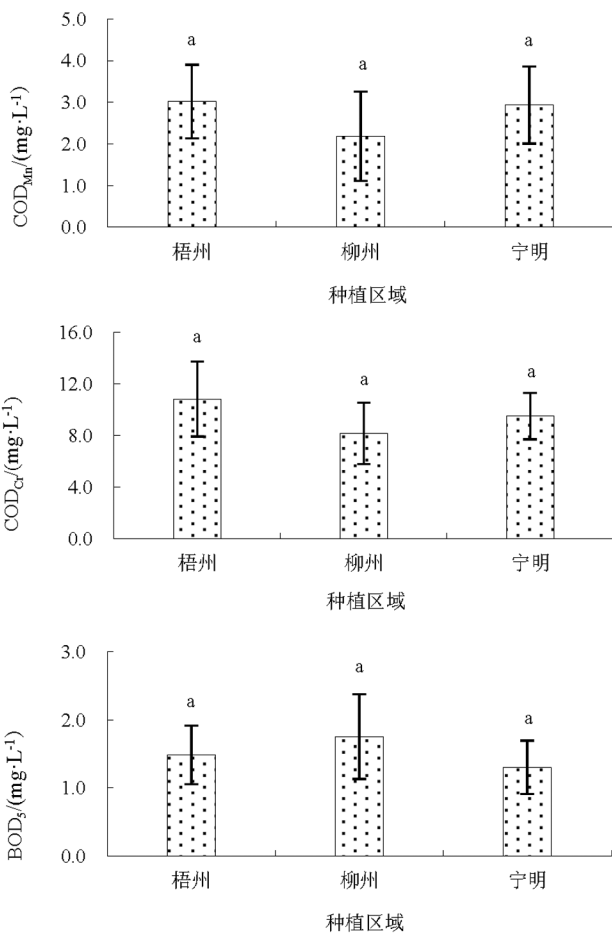 5.0
4.0
3.0
2.0
1.0
0.0
COD_Mn/(mg·L⁻¹)
a
a
a
梧州
柳州
宁明
种植区域
16.0
12.0
8.0
4.0
0.0
COD_Cr/(mg·L⁻¹)
a
a
a
梧州
柳州
宁明
种植区域
3.0
2.0
1.0
0.0
BOD₅/(mg·L⁻¹)
a
a
a
梧州
柳州
宁明
种植区域